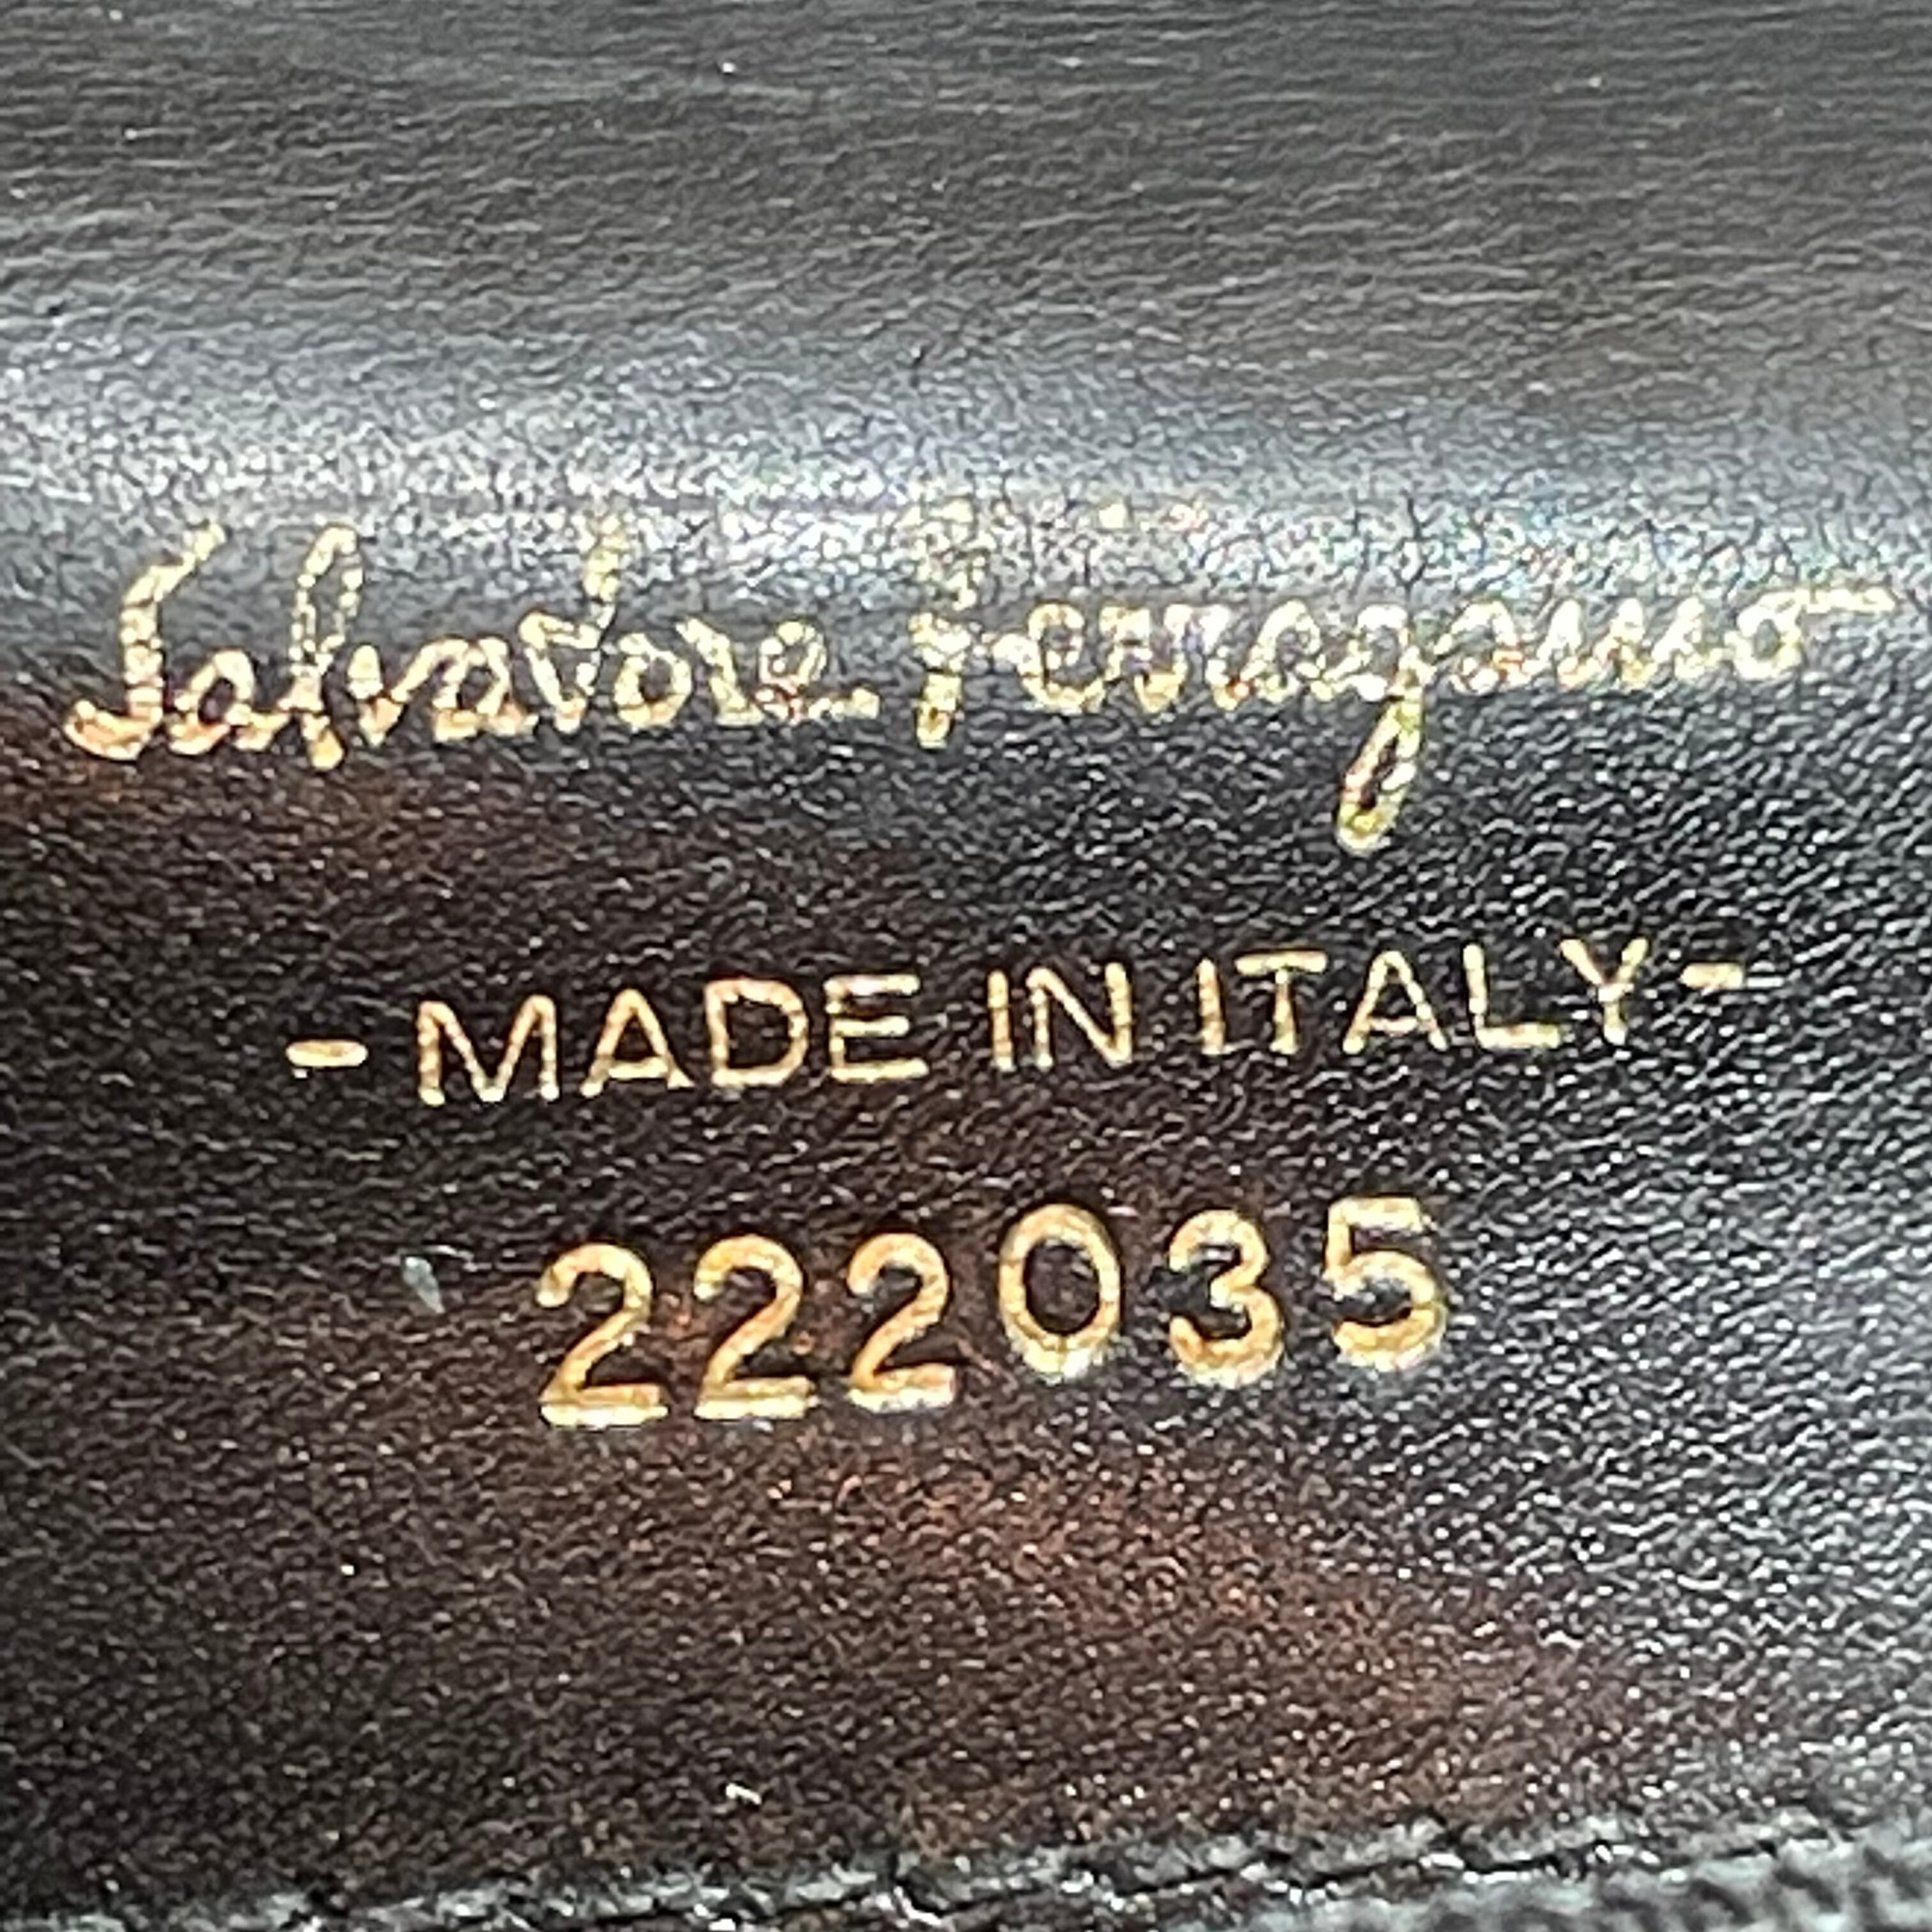 Salvatore Ferragamo
- MADE IN ITALY -
222035